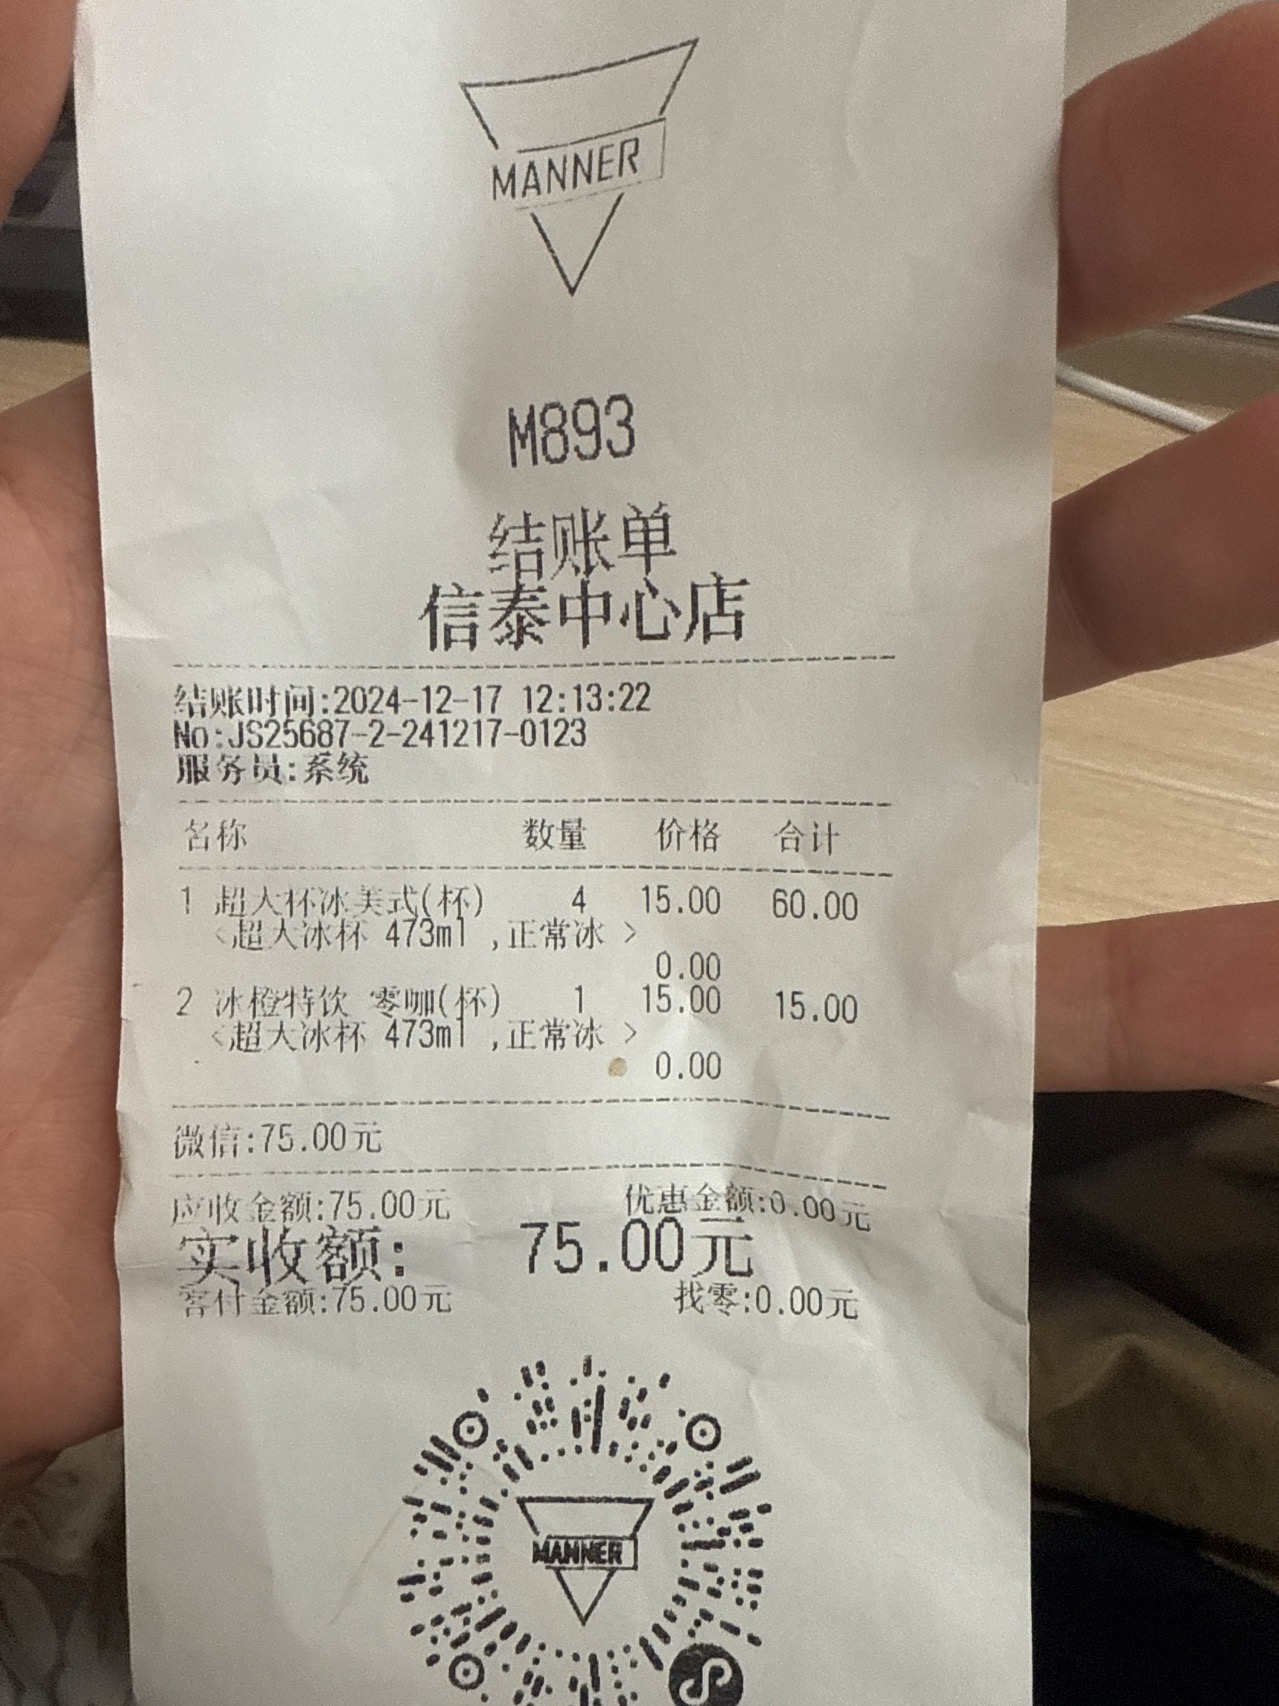 MANNER
M893
结账单
信泰中心店
结账时间:2024-12-17 12:13:22
No:JS25687-2-241217-0123
服务员:系统
名称 数量 价格 合计
1 超大杯冰美式(杯) 4 15.00 60.00
<超大冰杯 473ml ,正常冰 >
0.00
2 冰橙特饮 零咖(杯) 1 15.00 15.00
<超大冰杯 473ml ,正常冰 >
0.00
微信:75.00元
应收金额:75.00元 优惠金额:0.00元
实收额: 75.00元
客付金额:75.00元 找零:0.00元
MANNER